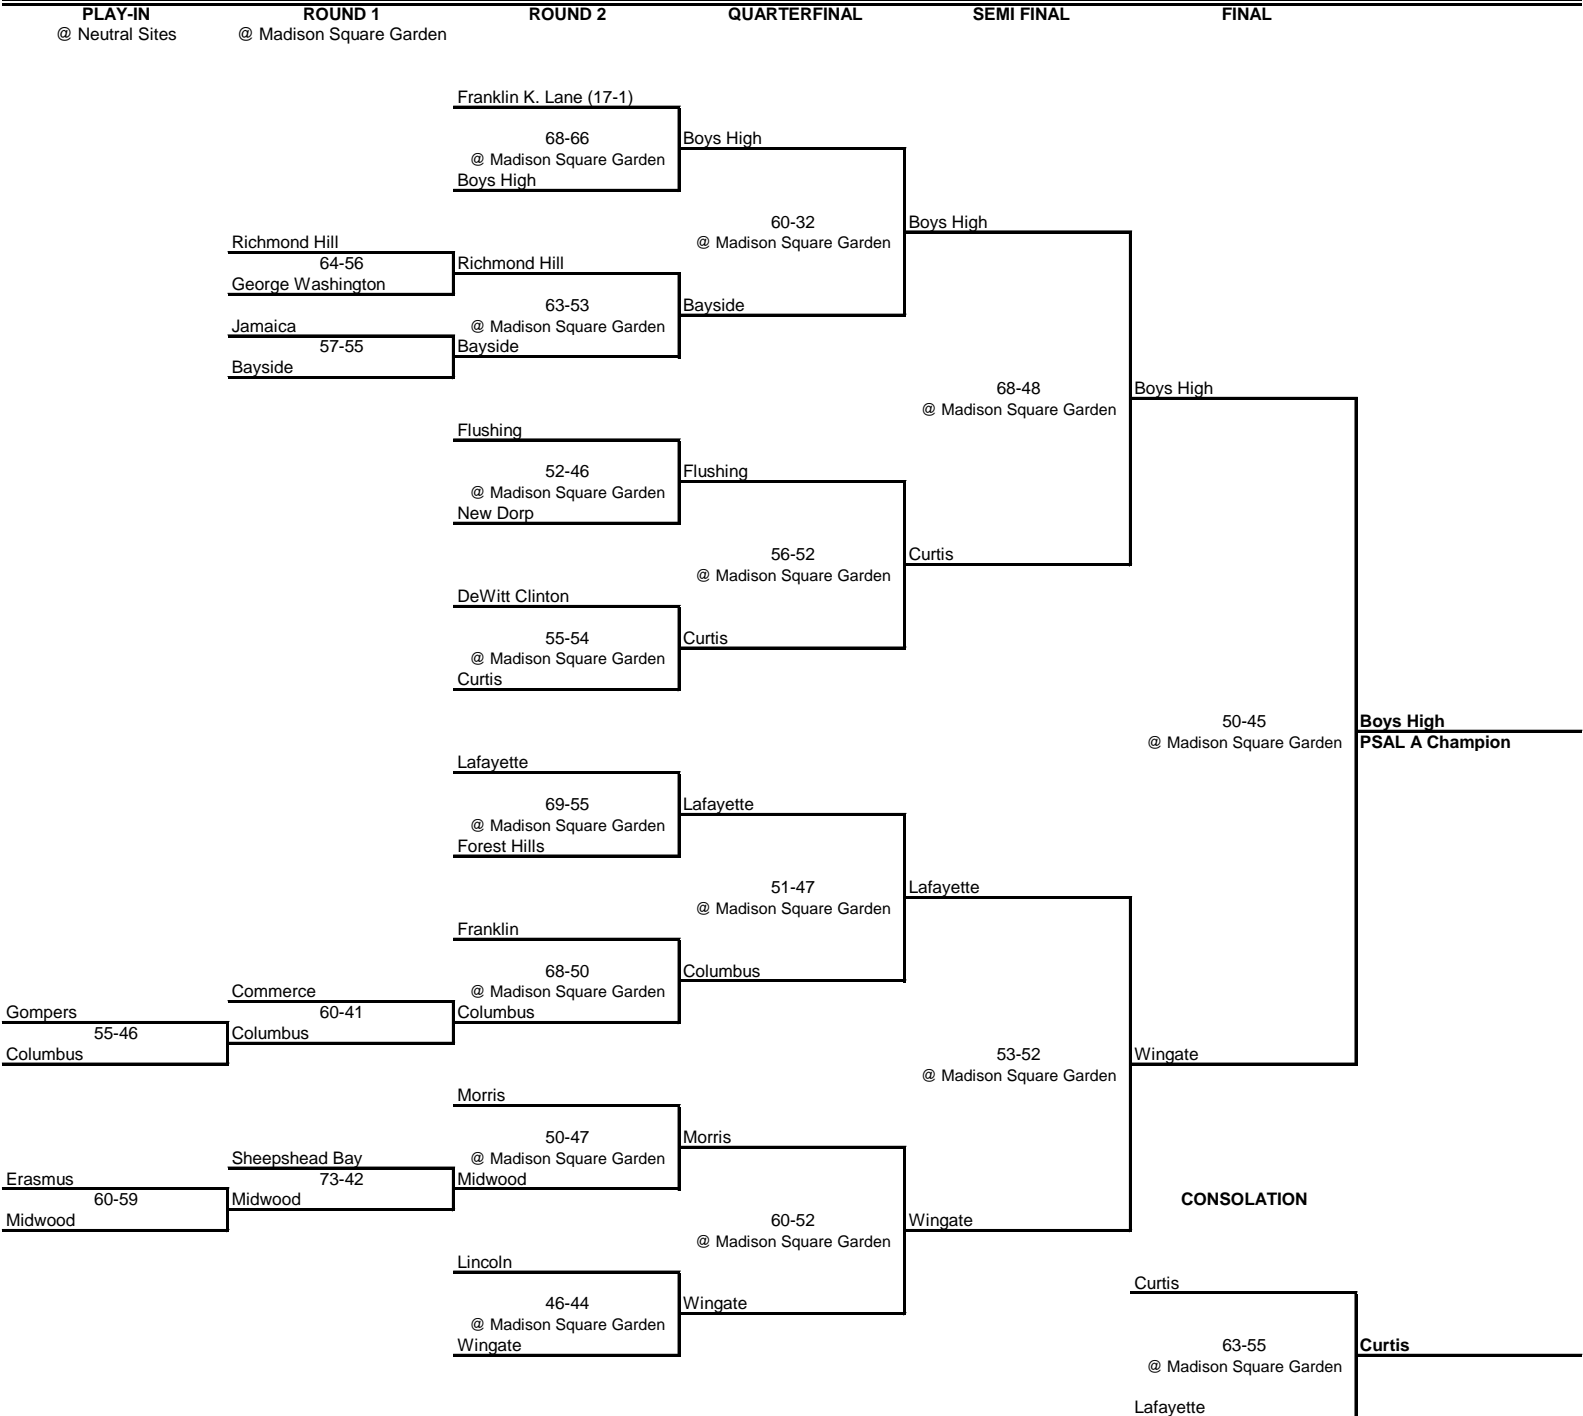 PLAY-IN ROUND 1 ROUND 2 QUARTERFINAL SEMI FINAL FINAL
@ Neutral Sites @ Madison Square Garden
Franklin K. Lane (17-1)
68-66 Boys High
@ Madison Square Garden
Boys High
60-32 Boys High
Richmond Hill @ Madison Square Garden
64-56 Richmond Hill
George Washington
63-53 Bayside
Jamaica @ Madison Square Garden
57-55 Bayside
Bayside
68-48 Boys High
@ Madison Square Garden
Flushing
52-46 Flushing
@ Madison Square Garden
New Dorp
56-52 Curtis
@ Madison Square Garden
DeWitt Clinton
55-54 Curtis
@ Madison Square Garden
Curtis
50-45 Boys High
@ Madison Square Garden PSAL A Champion
Lafayette
69-55 Lafayette
@ Madison Square Garden
Forest Hills
51-47 Lafayette
@ Madison Square Garden
Franklin
68-50 Columbus
Commerce @ Madison Square Garden
Gompers 60-41 Columbus
55-46 Columbus
Columbus 53-52 Wingate
@ Madison Square Garden
Morris
50-47 Morris
Sheepshead Bay @ Madison Square Garden
Erasmus 73-42 Midwood
60-59 Midwood CONSOLATION
Midwood 60-52 Wingate
@ Madison Square Garden
Lincoln
Curtis
46-44 Wingate
@ Madison Square Garden
Wingate 63-55 Curtis
@ Madison Square Garden
Lafayette